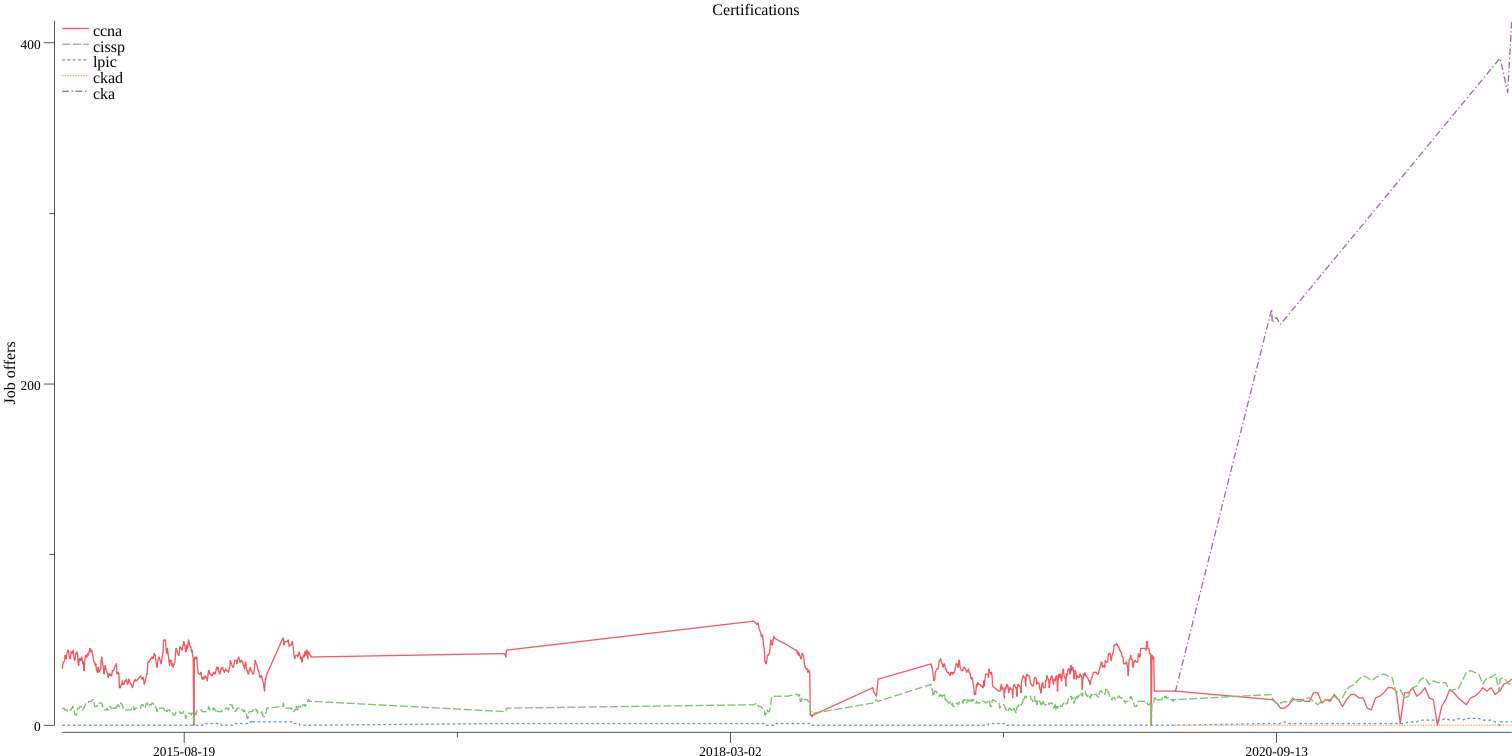 Certifications
ccna
cissp
lpic
ckad
cka
400
200
0
Job offers
2015-08-19
2018-03-02
2020-09-13